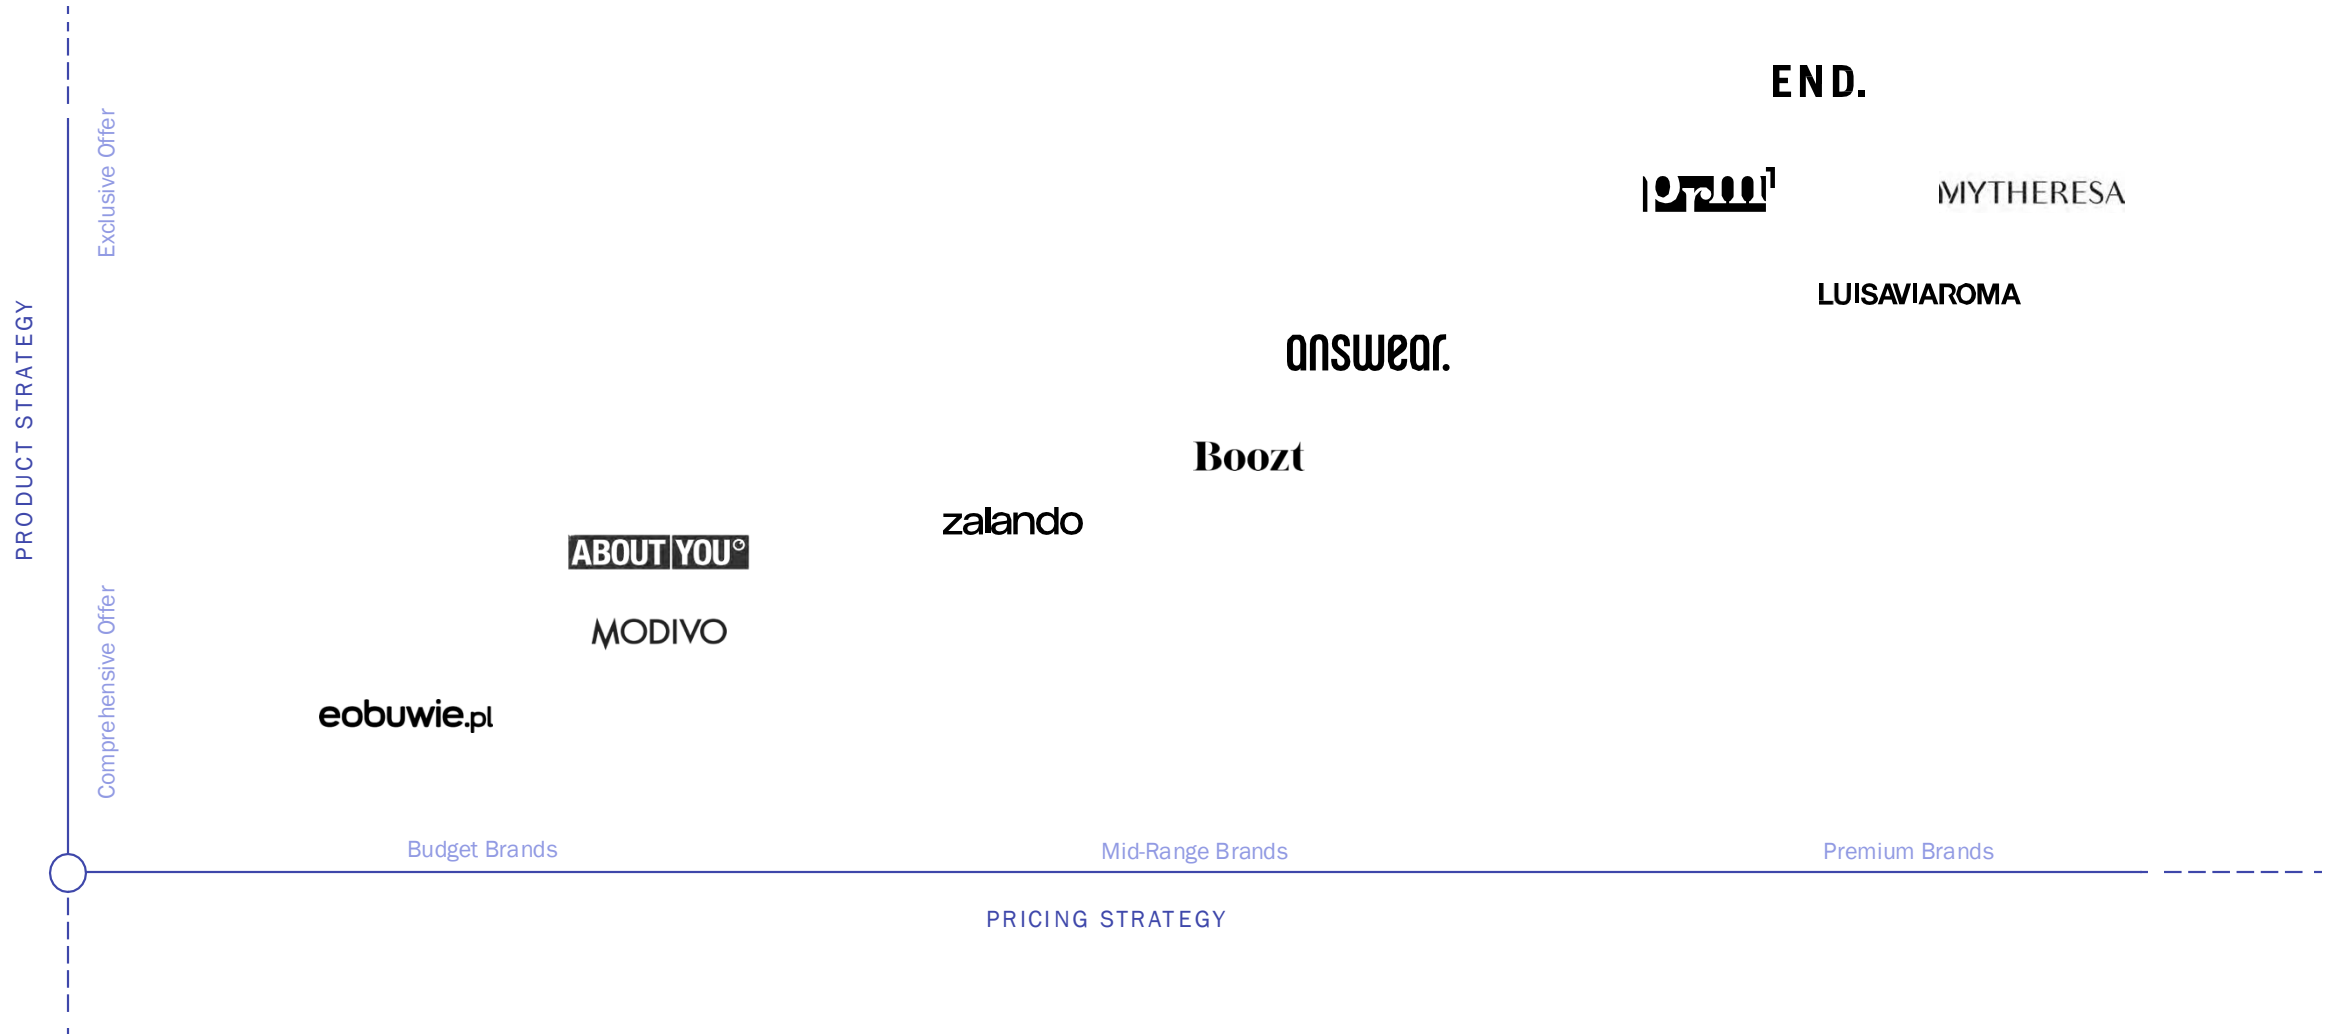 END.
prm
MYTHERESA
LUISAVIAROMA
answear.
Boozt
zalando
ABOUT YOU°
MODIVO
eobuwie.pl
Exclusive Offer
PRODUCT STRATEGY
Comprehensive Offer
Budget Brands
Mid-Range Brands
Premium Brands
PRICING STRATEGY